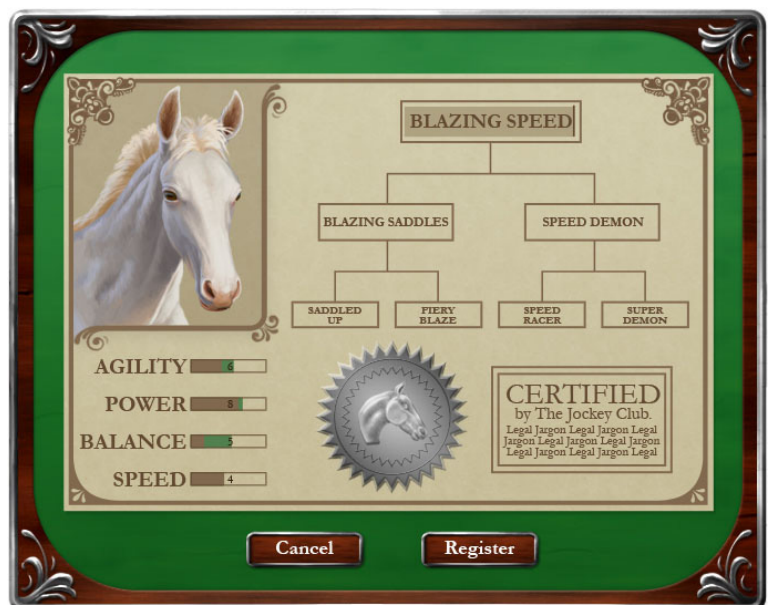 BLAZING SPEED
BLAZING SADDLES
SPEED DEMON
SADDLED
UP
FIERY
BLAZE
SPEED
RACER
SUPER
DEMON
AGILITY 6
POWER 8
BALANCE 5
SPEED 4
CERTIFIED
by The Jockey Club.
Legal Jargon Legal Jargon Legal
Jargon Legal Jargon Legal Jargon
Legal Jargon Legal Jargon Legal
Cancel
Register